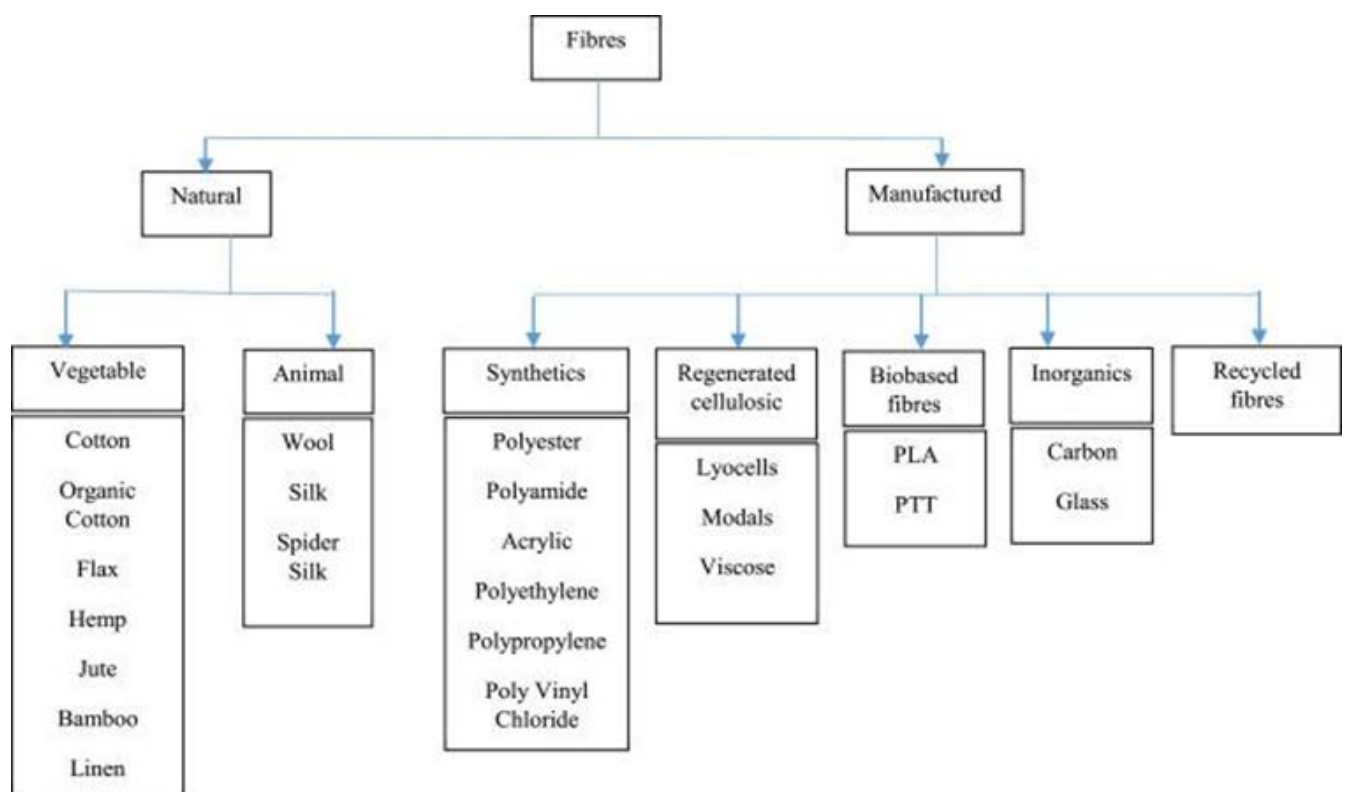 Fibres
Natural
Manufactured
Vegetable
Animal
Synthetics
Regenerated
cellulosic
Biobased
fibres
Inorganics
Recycled
fibres
Cotton
Organic
Cotton
Flax
Hemp
Jute
Bamboo
Linen
Wool
Silk
Spider
Silk
Polyester
Polyamide
Acrylic
Polyethylene
Polypropylene
Poly Vinyl
Chloride
Lyocells
Modals
Viscose
PLA
PTT
Carbon
Glass